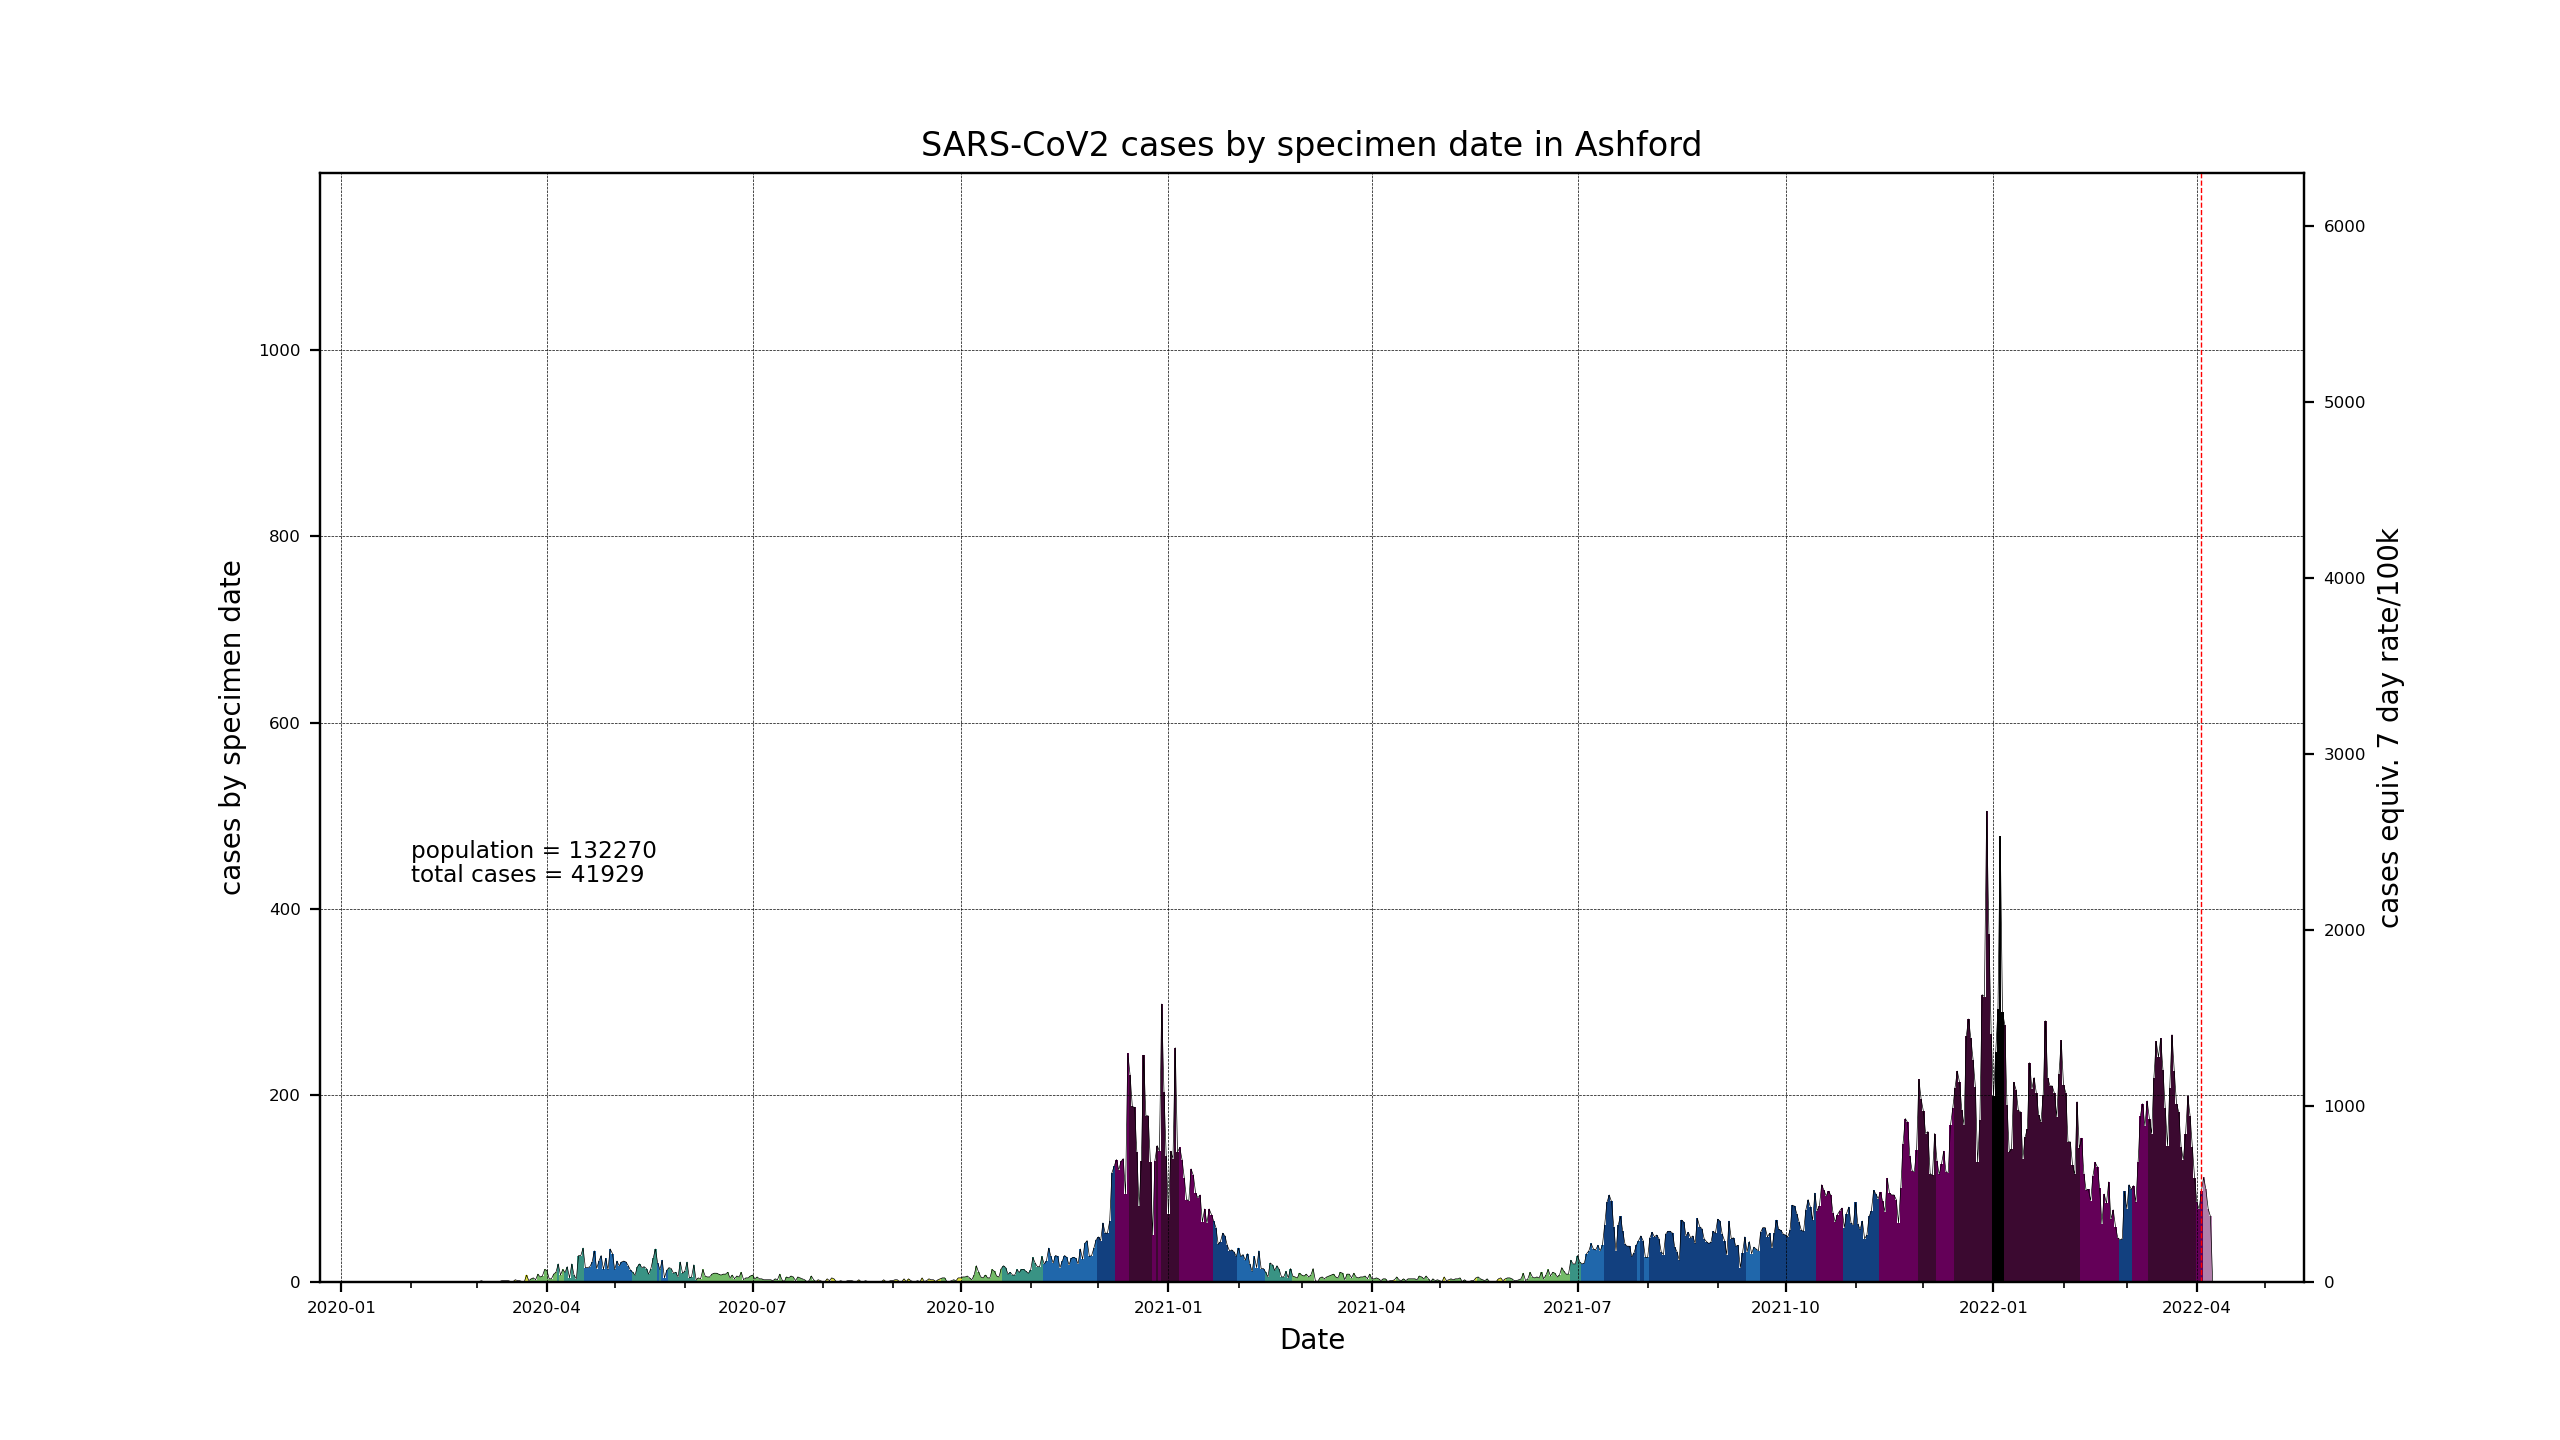 SARS-CoV2 cases by specimen date in Ashford
cases by specimen date
1000
800
600
400
200
0
population = 132270
total cases = 41929
6000
5000
4000
3000
2000
1000
0
cases equiv. 7 day rate/100k
2020-01 2020-04 2020-07 2020-10 2021-01 2021-04 2021-07 2021-10 2022-01 2022-04
Date